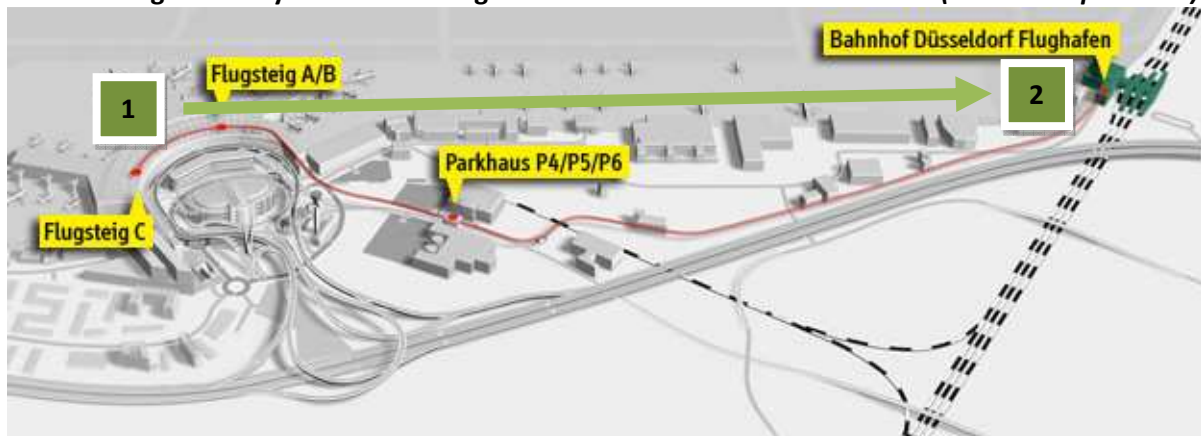 Bahnhof Düsseldorf Flughafen
Flugsteig A/B
1
2
Parkhaus P4/P5/P6
Flugsteig C